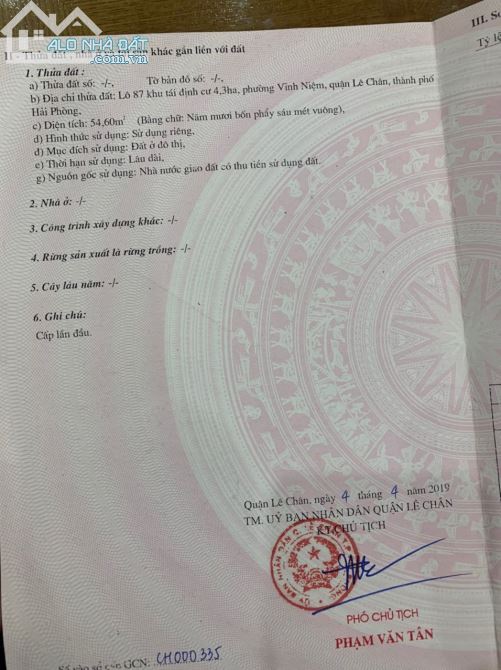 ALO NHÀ ĐẤT
II - Thửa đất, nhà ở và tài sản khác gắn liền với đất
1. Thửa đất :
a) Thửa đất số: -/-, Tờ bản đồ số: -/-,
b) Địa chỉ thửa đất: Lô 87 khu tái định cư 4,3ha, phường Vĩnh Niệm, quận Lê Chân, thành phố
Hải Phòng,
c) Diện tích: 54,60m² (Bằng chữ: Năm mươi bốn phẩy sáu mét vuông),
d) Hình thức sử dụng: Sử dụng riêng,
đ) Mục đích sử dụng: Đất ở đô thị,
e) Thời hạn sử dụng: Lâu dài,
g) Nguồn gốc sử dụng: Nhà nước giao đất có thu tiền sử dụng đất.
2. Nhà ở: -/-
3. Công trình xây dựng khác: -/-
4. Rừng sản xuất là rừng trồng: -/-
5. Cây lâu năm: -/-
6. Ghi chú:
Cấp lần đầu.
Quận Lê Chân, ngày 4 tháng 4 năm 2019
TM. UỶ BAN NHÂN DÂN QUẬN LÊ CHÂN
KT.CHỦ TỊCH
PHÓ CHỦ TỊCH
PHẠM VĂN TÂN
Số vào sổ cấp GCN: CH000335
III. S
Tỷ lệ